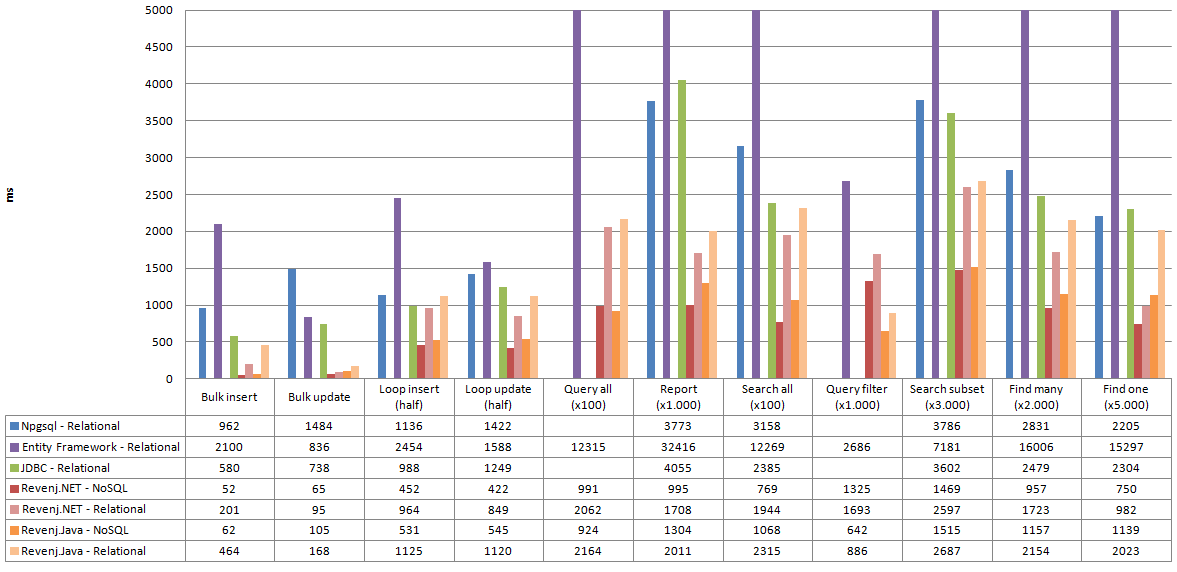 5000
4500
4000
3500
3000
2500
2000
1500
1000
500
0
ms
Bulk insert Bulk update Loop insert (half) Loop update (half) Query all (x100) Report (x1.000) Search all (x100) Query filter (x1.000) Search subset (x3.000) Find many (x2.000) Find one (x5.000)
Npgsql - Relational 962 1484 1136 1422 3773 3158 3786 2831 2205
Entity Framework - Relational 2100 836 2454 1588 12315 32416 12269 2686 7181 16006 15297
JDBC - Relational 580 738 988 1249 4055 2385 3602 2479 2304
Revenj.NET - NoSQL 52 65 452 422 991 995 769 1325 1469 957 750
Revenj.NET - Relational 201 95 964 849 2062 1708 1944 1693 2597 1723 982
Revenj.Java - NoSQL 62 105 531 545 924 1304 1068 642 1515 1157 1139
Revenj.Java - Relational 464 168 1125 1120 2164 2011 2315 886 2687 2154 2023